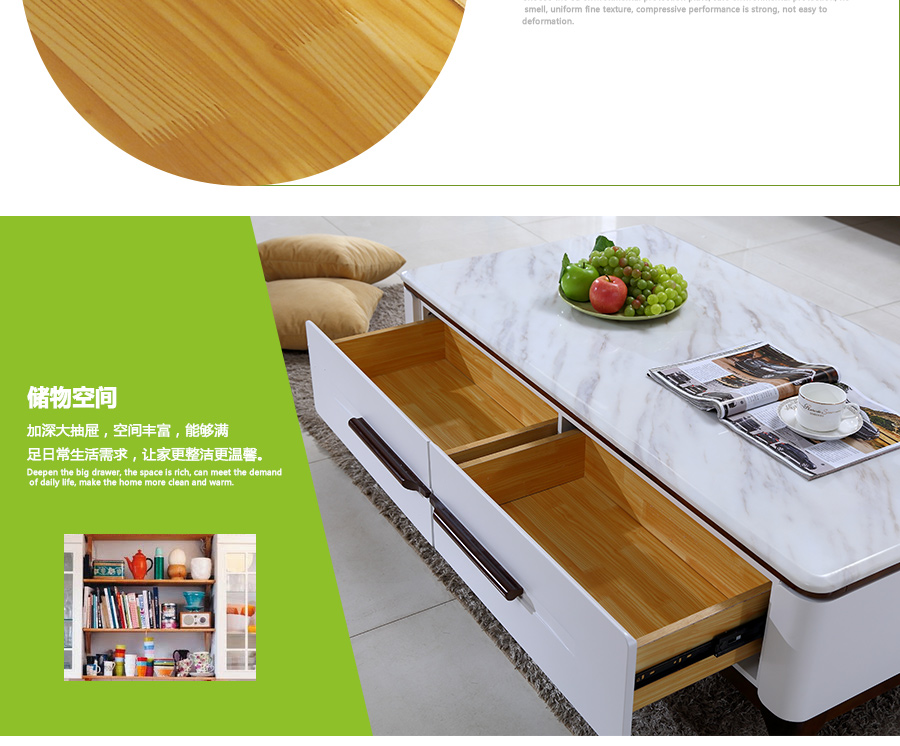 smell, uniform fine texture, compressive performance is strong, not easy to
deformation.
储物空间
加深大抽屉，空间丰富，能够满
足日常生活需求，让家更整洁更温馨。
Deepen the big drawer, the space is rich, can meet the demand
of daily life, make the home more clean and warm.